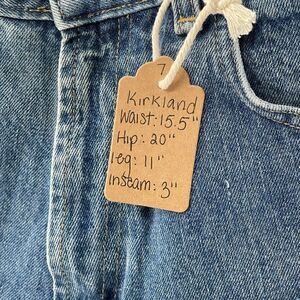 7
Kirkland
Waist: 15.5"
Hip: 20"
leg: 11"
inseam: 3"